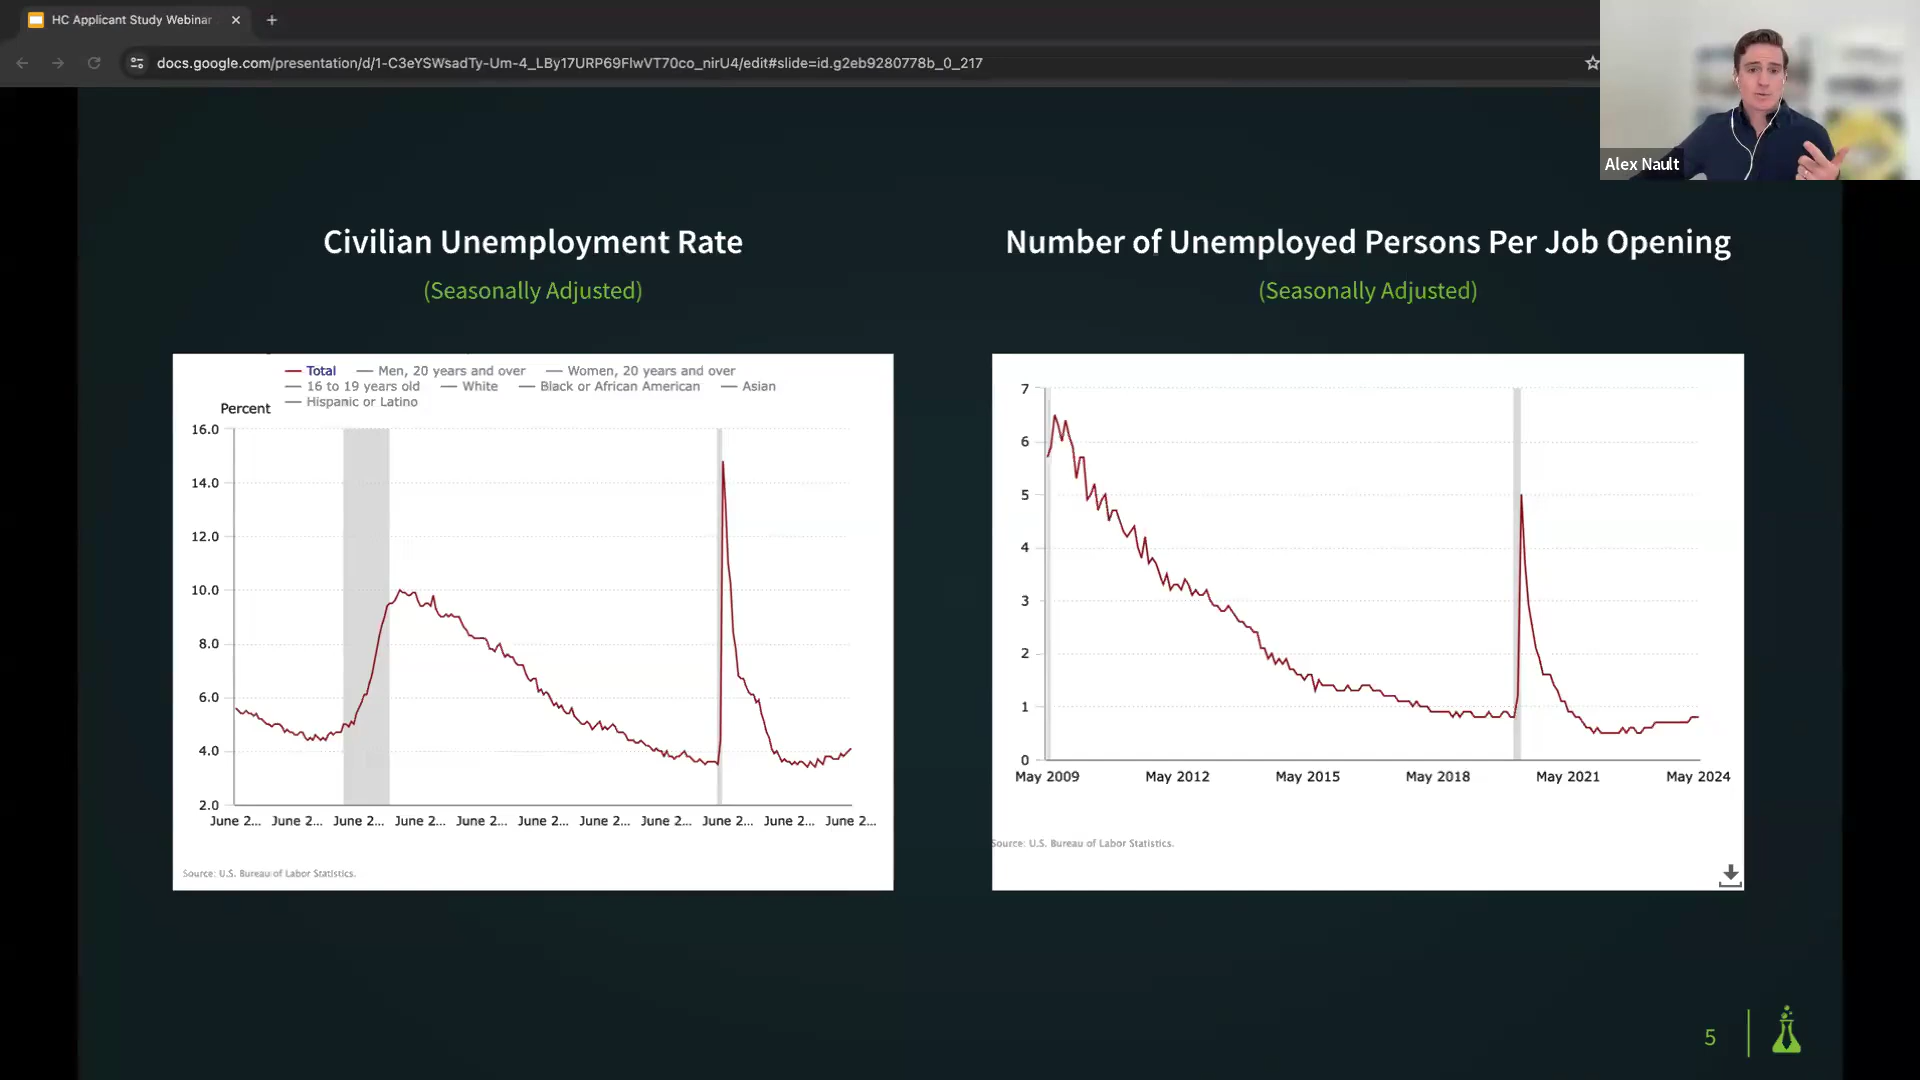 HC Applicant Study Webinar
docs.google.com/presentation/d/1-C3eYSWsadTy-Um-4_LBy17URP69FlwVT70co_nirU4/edit#slide=id.g2eb9280778b_0_217
Alex Nault
Civilian Unemployment Rate
(Seasonally Adjusted)
Total
Men, 20 years and over
Women, 20 years and over
16 to 19 years old
White
Black or African American
Asian
Hispanic or Latino
Percent
16.0
14.0
12.0
10.0
8.0
6.0
4.0
2.0
June 2... June 2... June 2... June 2... June 2... June 2... June 2... June 2... June 2... June 2... June 2...
Source: U.S. Bureau of Labor Statistics.
Number of Unemployed Persons Per Job Opening
(Seasonally Adjusted)
7
6
5
4
3
2
1
0
May 2009 May 2012 May 2015 May 2018 May 2021 May 2024
Source: U.S. Bureau of Labor Statistics.
5